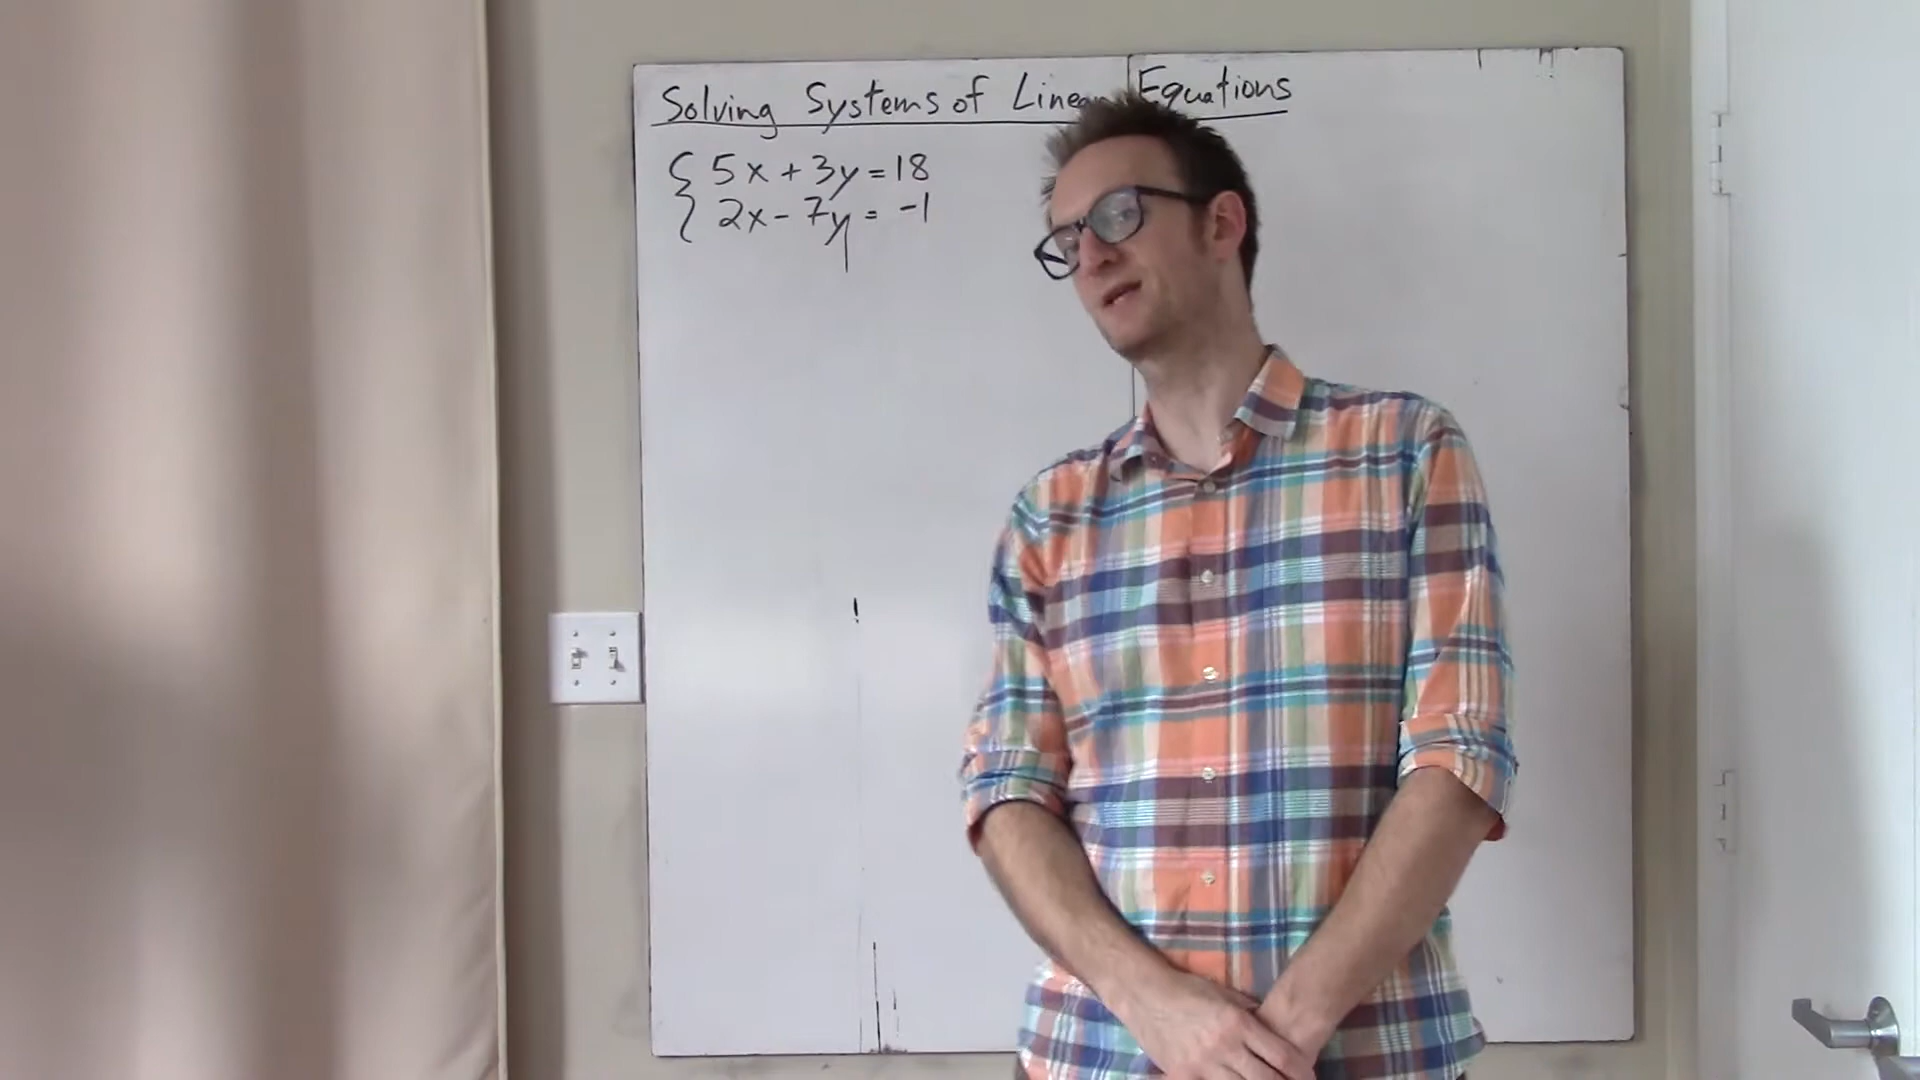 Solving Systems of Linear Equations
5x + 3y = 18
2x - 7y = -1